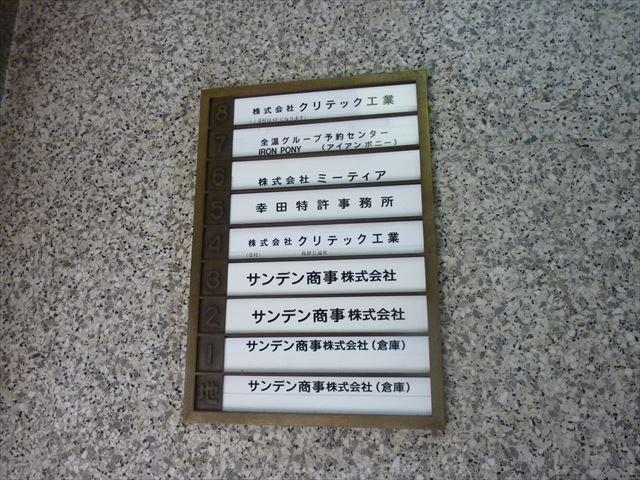 8 株式会社 クリテック工業
7 全温グループ予約センター
IRON PONY (アイアンポニー)
6 株式会社 ミーティア
5 幸田特許事務所
4 株式会社 クリテック工業
(受付)
3 サンデン商事株式会社
2 サンデン商事株式会社
1 サンデン商事株式会社(倉庫)
地 サンデン商事株式会社(倉庫)